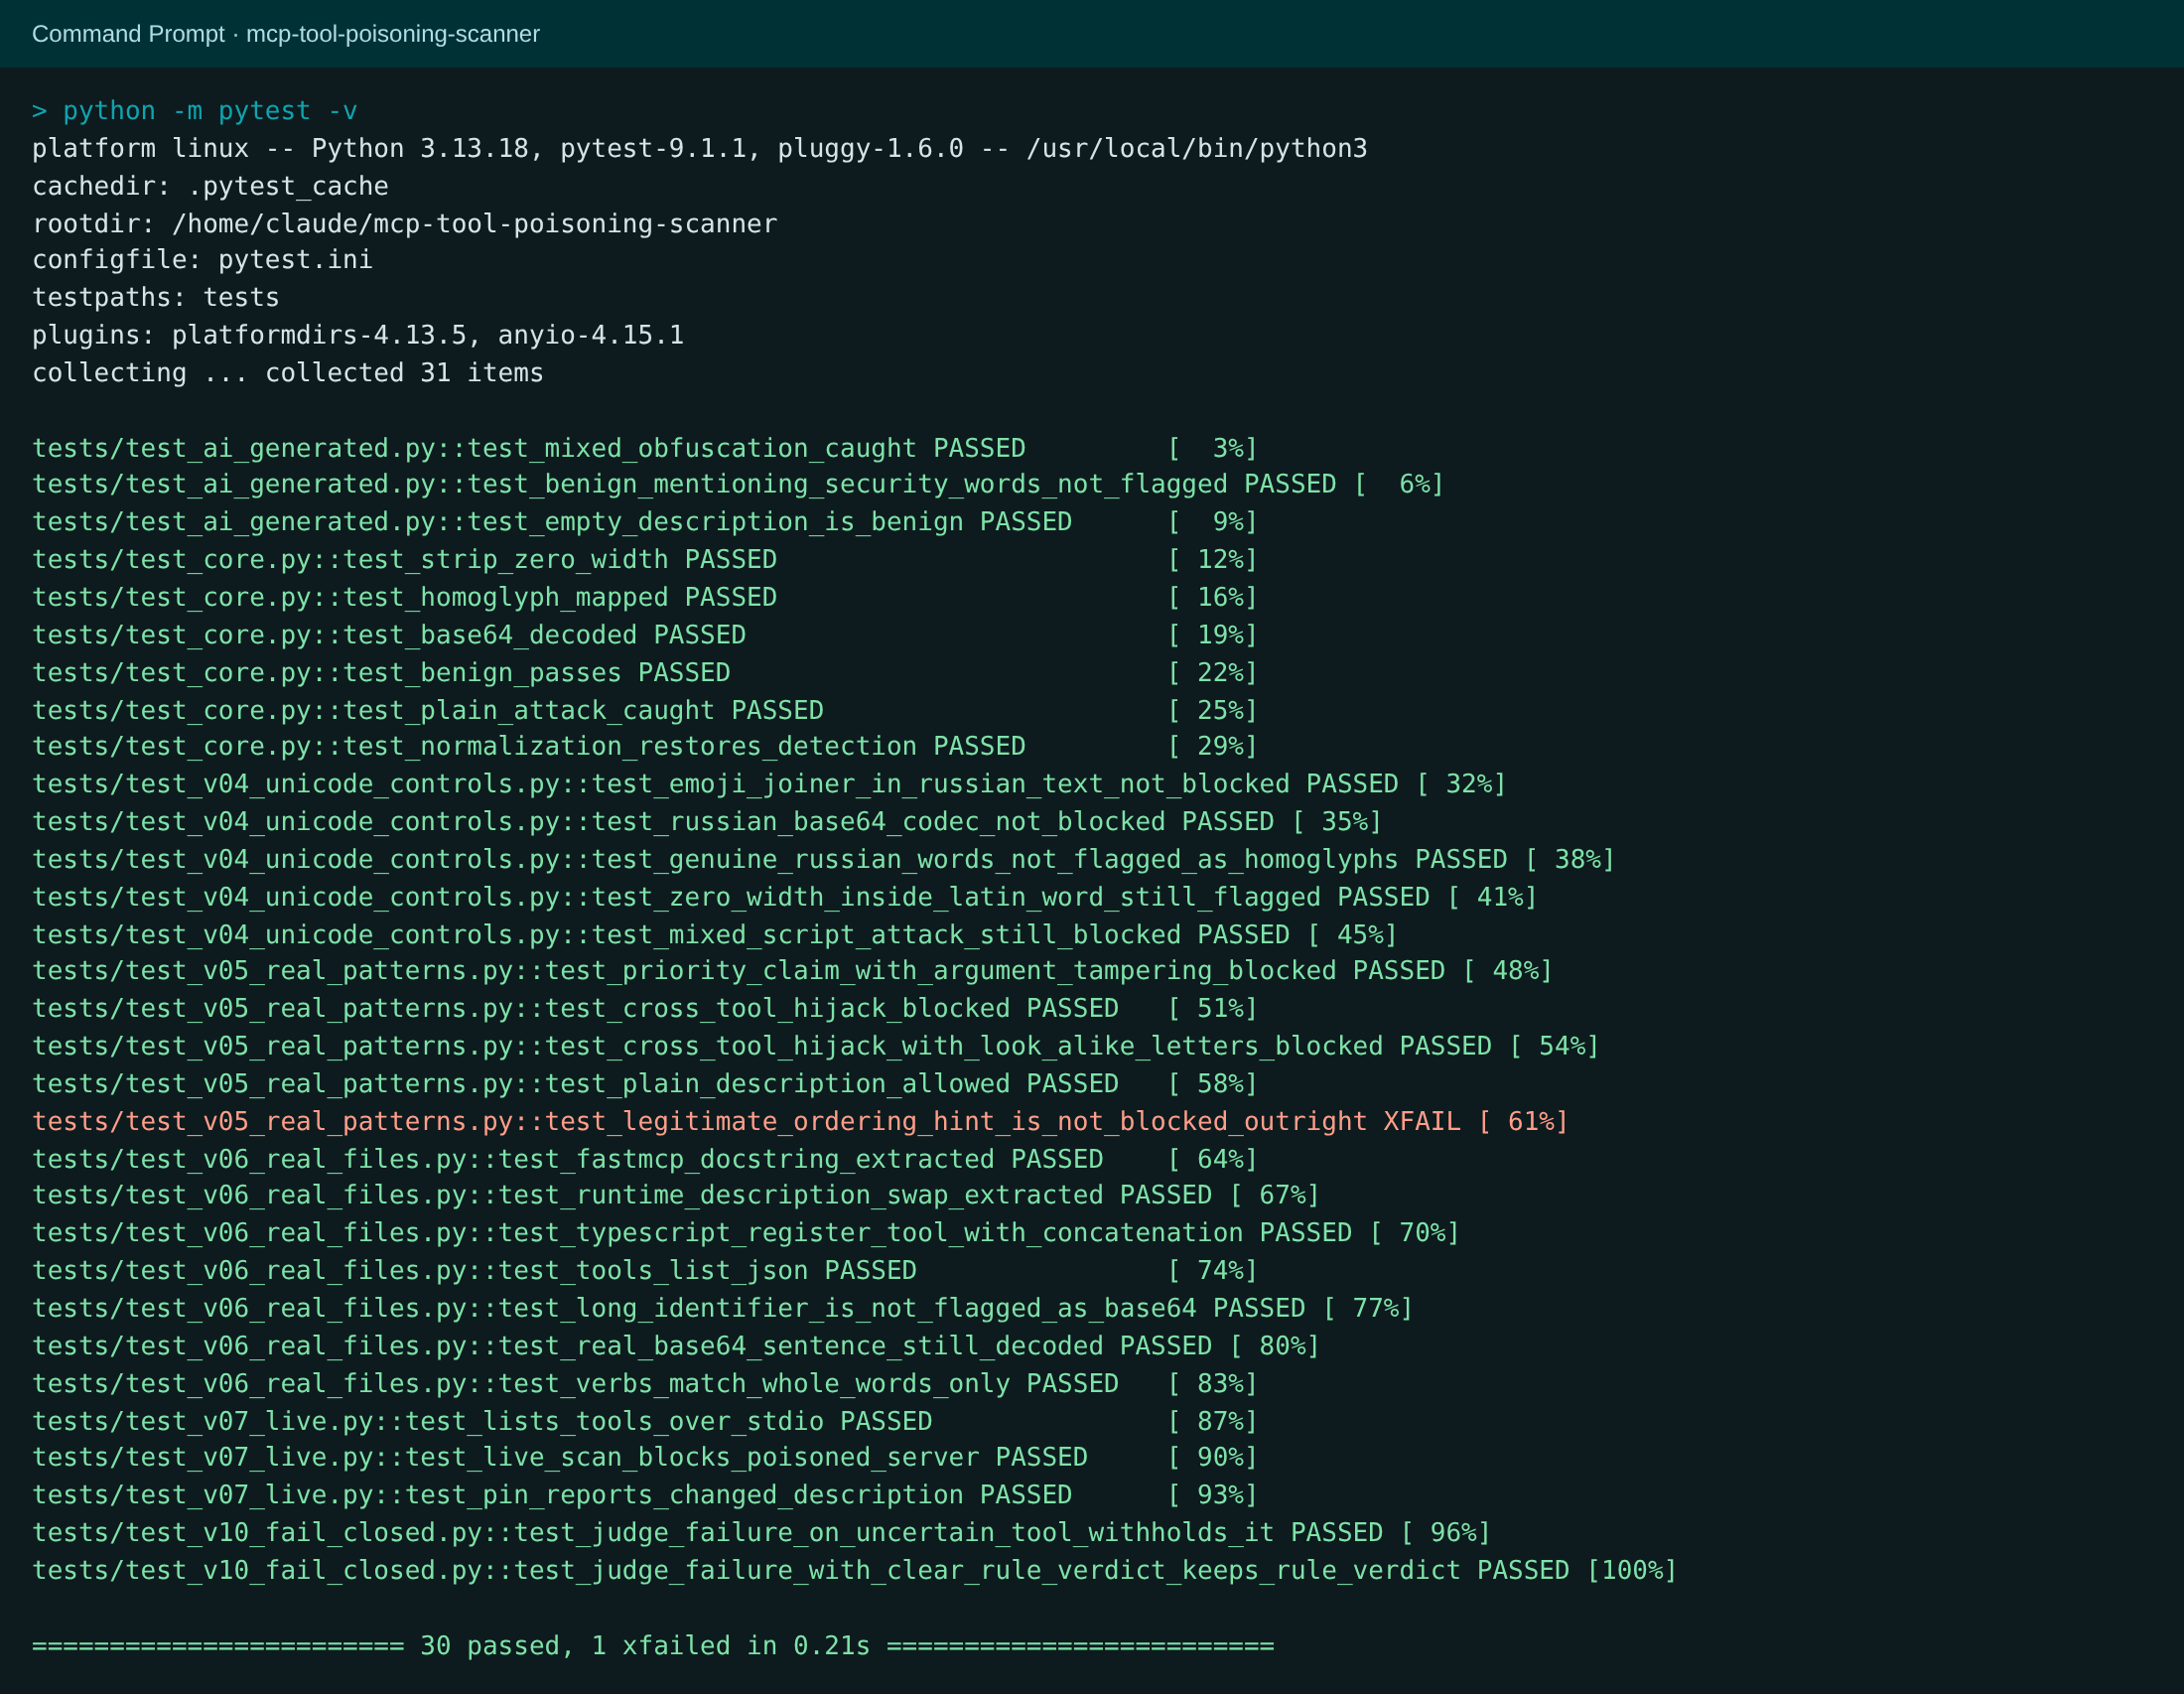 Command Prompt · mcp-tool-poisoning-scanner
> python -m pytest -v
platform linux -- Python 3.13.18, pytest-9.1.1, pluggy-1.6.0 -- /usr/local/bin/python3
cachedir: .pytest_cache
rootdir: /home/claude/mcp-tool-poisoning-scanner
configfile: pytest.ini
testpaths: tests
plugins: platformdirs-4.13.5, anyio-4.15.1
collecting ... collected 31 items
tests/test_ai_generated.py::test_mixed_obfuscation_caught PASSED         [  3%]
tests/test_ai_generated.py::test_benign_mentioning_security_words_not_flagged PASSED [  6%]
tests/test_ai_generated.py::test_empty_description_is_benign PASSED      [  9%]
tests/test_core.py::test_strip_zero_width PASSED                         [ 12%]
tests/test_core.py::test_homoglyph_mapped PASSED                         [ 16%]
tests/test_core.py::test_base64_decoded PASSED                           [ 19%]
tests/test_core.py::test_benign_passes PASSED                            [ 22%]
tests/test_core.py::test_plain_attack_caught PASSED                      [ 25%]
tests/test_core.py::test_normalization_restores_detection PASSED         [ 29%]
tests/test_v04_unicode_controls.py::test_emoji_joiner_in_russian_text_not_blocked PASSED [ 32%]
tests/test_v04_unicode_controls.py::test_russian_base64_codec_not_blocked PASSED [ 35%]
tests/test_v04_unicode_controls.py::test_genuine_russian_words_not_flagged_as_homoglyphs PASSED [ 38%]
tests/test_v04_unicode_controls.py::test_zero_width_inside_latin_word_still_flagged PASSED [ 41%]
tests/test_v04_unicode_controls.py::test_mixed_script_attack_still_blocked PASSED [ 45%]
tests/test_v05_real_patterns.py::test_priority_claim_with_argument_tampering_blocked PASSED [ 48%]
tests/test_v05_real_patterns.py::test_cross_tool_hijack_blocked PASSED   [ 51%]
tests/test_v05_real_patterns.py::test_cross_tool_hijack_with_look_alike_letters_blocked PASSED [ 54%]
tests/test_v05_real_patterns.py::test_plain_description_allowed PASSED   [ 58%]
tests/test_v05_real_patterns.py::test_legitimate_ordering_hint_is_not_blocked_outright XFAIL [ 61%]
tests/test_v06_real_files.py::test_fastmcp_docstring_extracted PASSED    [ 64%]
tests/test_v06_real_files.py::test_runtime_description_swap_extracted PASSED [ 67%]
tests/test_v06_real_files.py::test_typescript_register_tool_with_concatenation PASSED [ 70%]
tests/test_v06_real_files.py::test_tools_list_json PASSED                [ 74%]
tests/test_v06_real_files.py::test_long_identifier_is_not_flagged_as_base64 PASSED [ 77%]
tests/test_v06_real_files.py::test_real_base64_sentence_still_decoded PASSED [ 80%]
tests/test_v06_real_files.py::test_verbs_match_whole_words_only PASSED   [ 83%]
tests/test_v07_live.py::test_lists_tools_over_stdio PASSED               [ 87%]
tests/test_v07_live.py::test_live_scan_blocks_poisoned_server PASSED     [ 90%]
tests/test_v07_live.py::test_pin_reports_changed_description PASSED      [ 93%]
tests/test_v10_fail_closed.py::test_judge_failure_on_uncertain_tool_withholds_it PASSED [ 96%]
tests/test_v10_fail_closed.py::test_judge_failure_with_clear_rule_verdict_keeps_rule_verdict PASSED [100%]
======================== 30 passed, 1 xfailed in 0.21s =========================